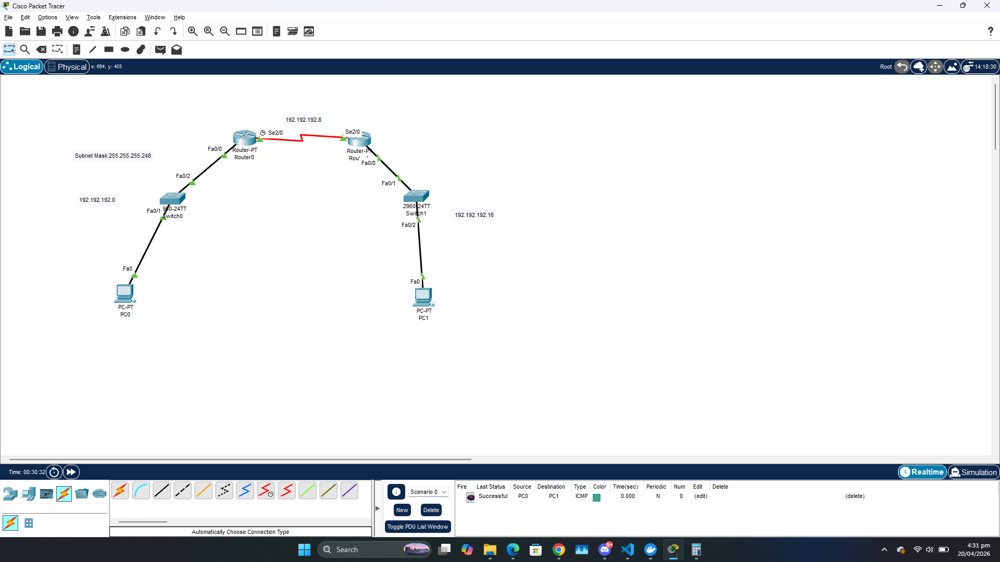 Cisco Packet Tracer
File Edit Options View Tools Extensions Window Help
Logical Physical x: 664, y: 403 Root 14:18:30
192.192.192.8
Se2/0 Se2/0
Fa0/0 Router-PT Router-PT
Subnet Mask:255.255.255.248 Router0 Rou
Fa0/0
Fa0/2
Fa0/1
192.192.192.0
960-24TT 2960-24TT
Fa0/1 Switch0 Switch1 192.192.192.16
Fa0/2
Fa0
Fa0
PC-PT PC-PT
PC0 PC1
Time: 00:30:32 Realtime Simulation
Scenario 0
New Delete
Toggle PDU List Window
Fire Last Status Source Destination Type Color Time(sec) Periodic Num Edit Delete
Successful PC0 PC1 ICMP 0.000 N 0 (edit) (delete)
Automatically Choose Connection Type
Search
9+
4:31 pm
20/04/2026